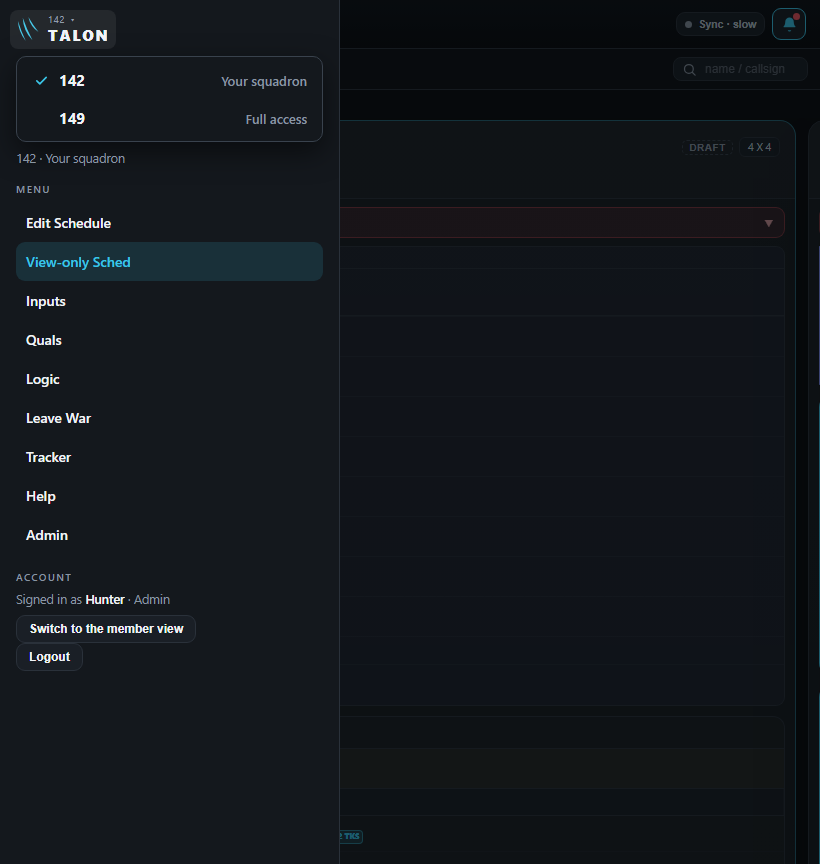 142
TALON
Sync · slow
name / callsign
142 Your squadron
149 Full access
142 · Your squadron
DRAFT 4 X 4
MENU
Edit Schedule
View-only Sched
Inputs
Quals
Logic
Leave War
Tracker
Help
Admin
ACCOUNT
Signed in as Hunter · Admin
Switch to the member view
Logout
TKS